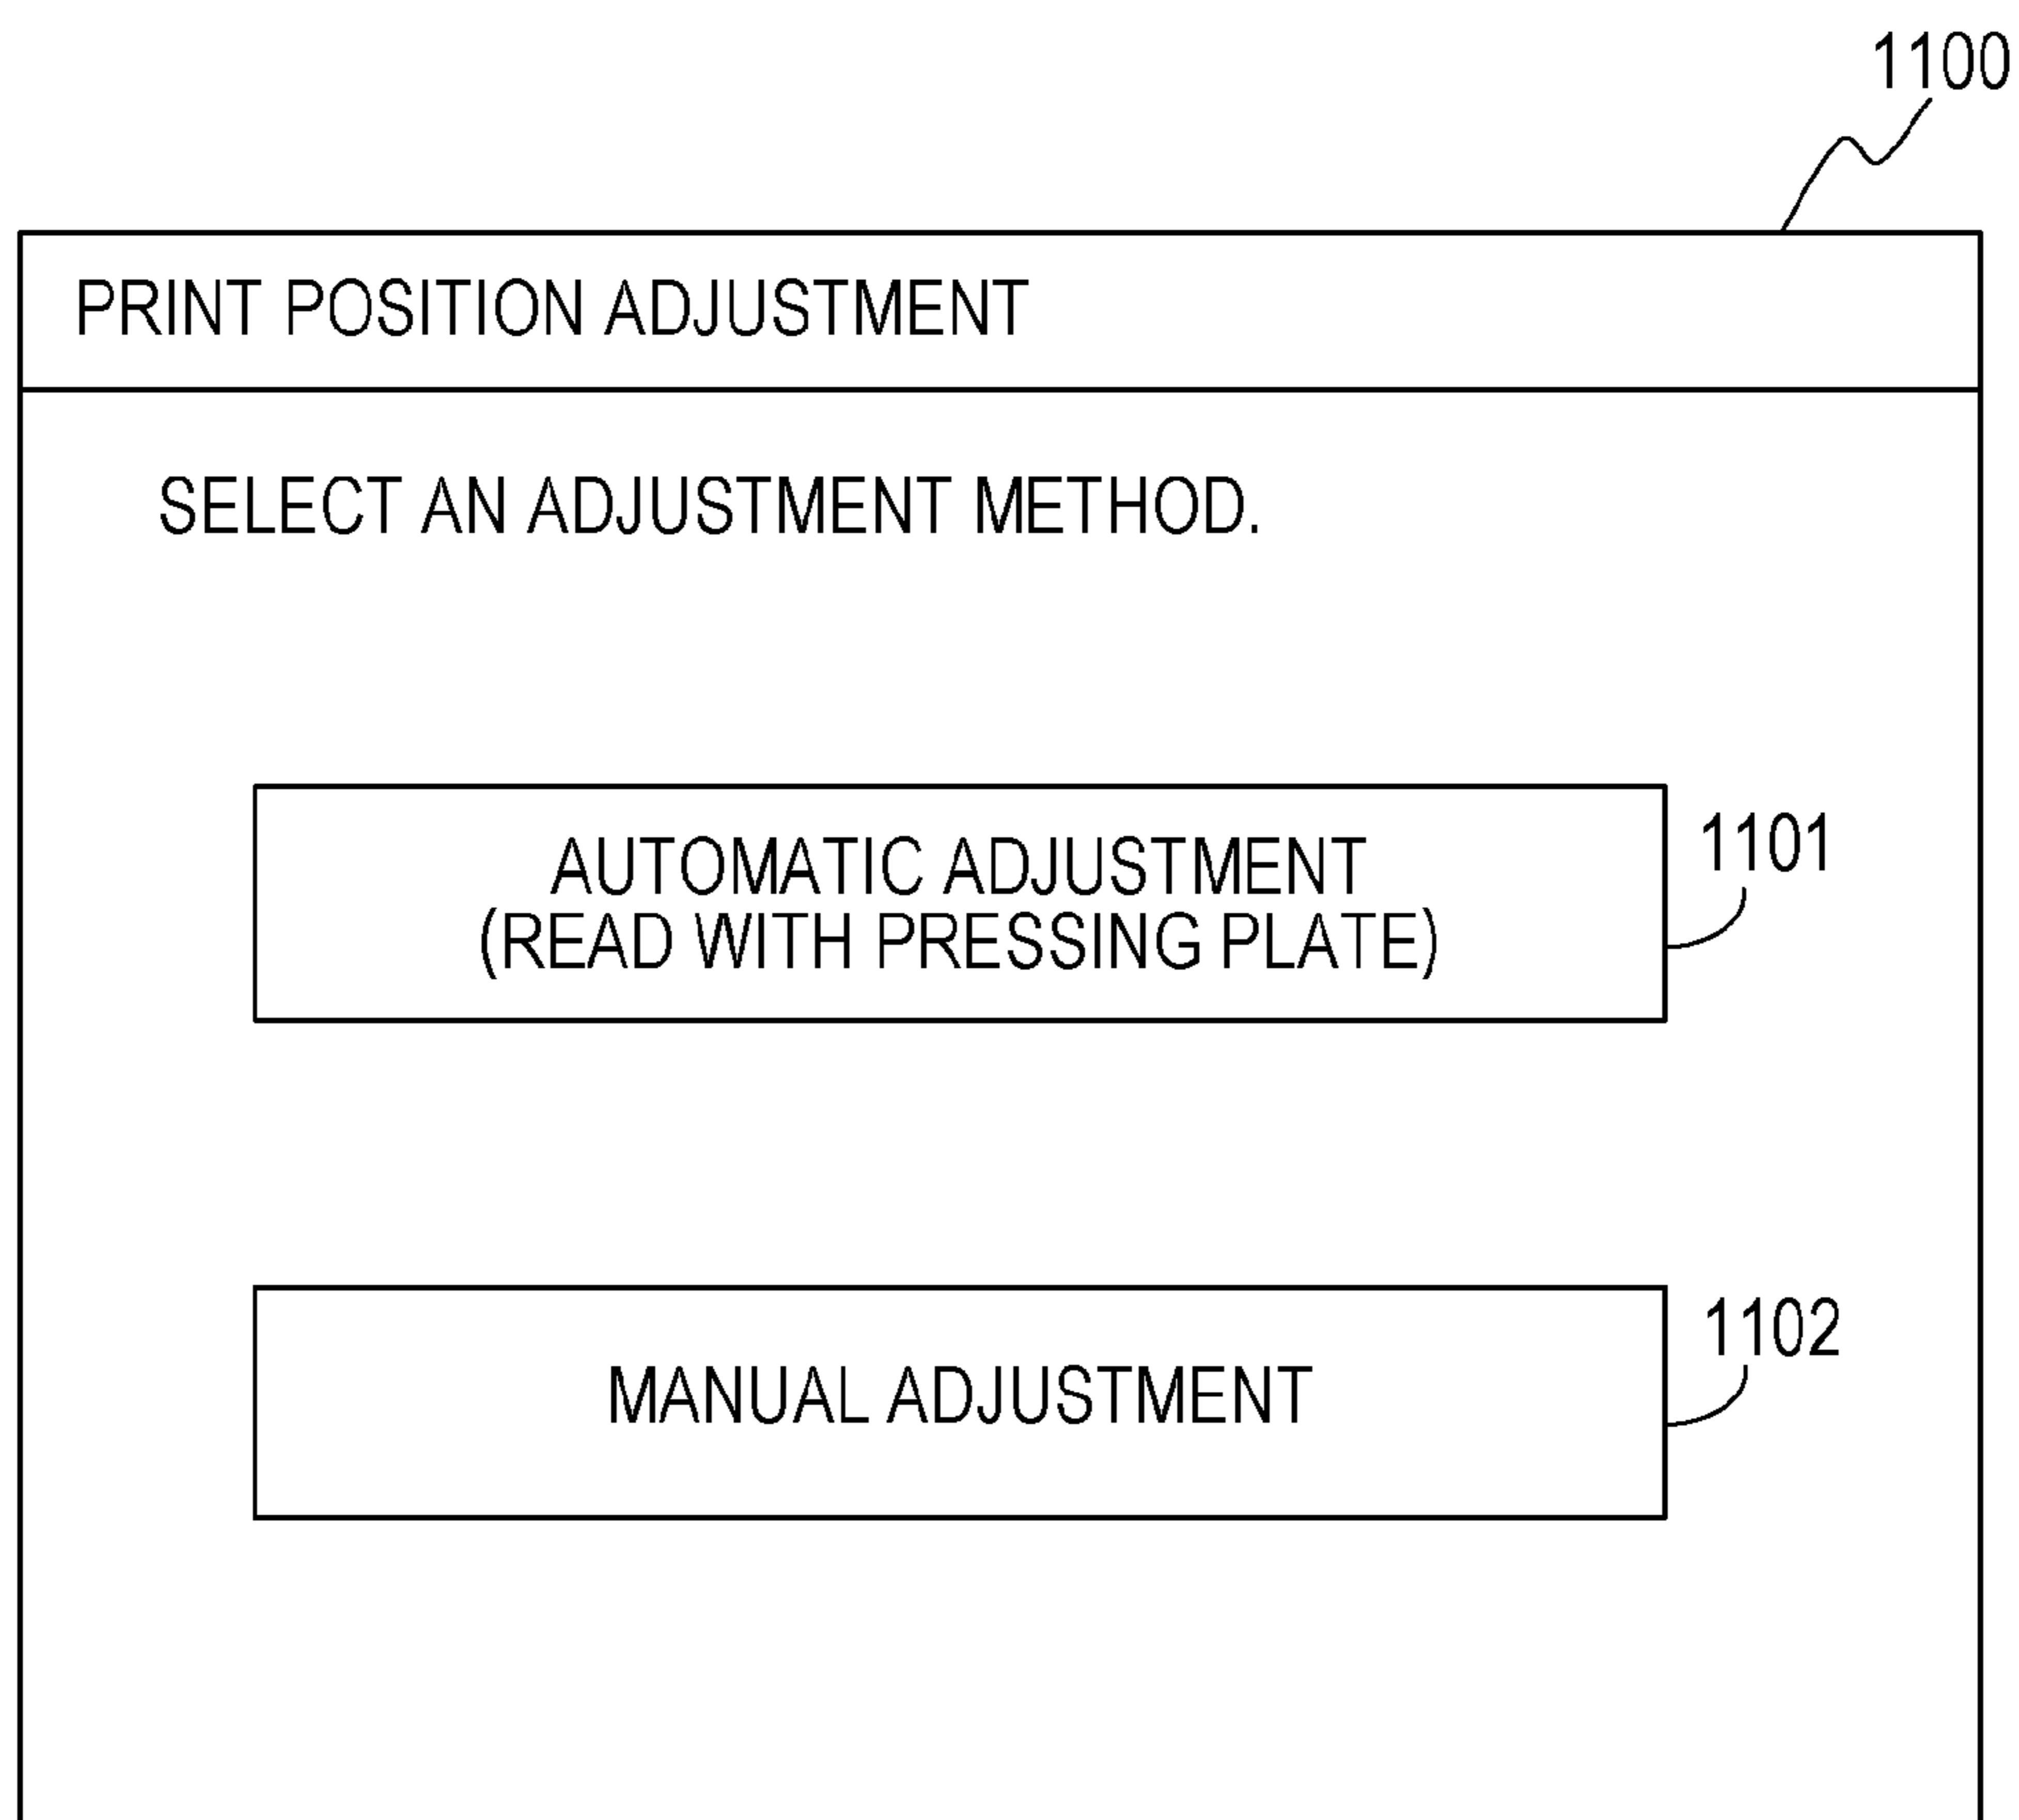 1100
PRINT POSITION ADJUSTMENT
SELECT AN ADJUSTMENT METHOD.
AUTOMATIC ADJUSTMENT
(READ WITH PRESSING PLATE)
1101
MANUAL ADJUSTMENT
1102